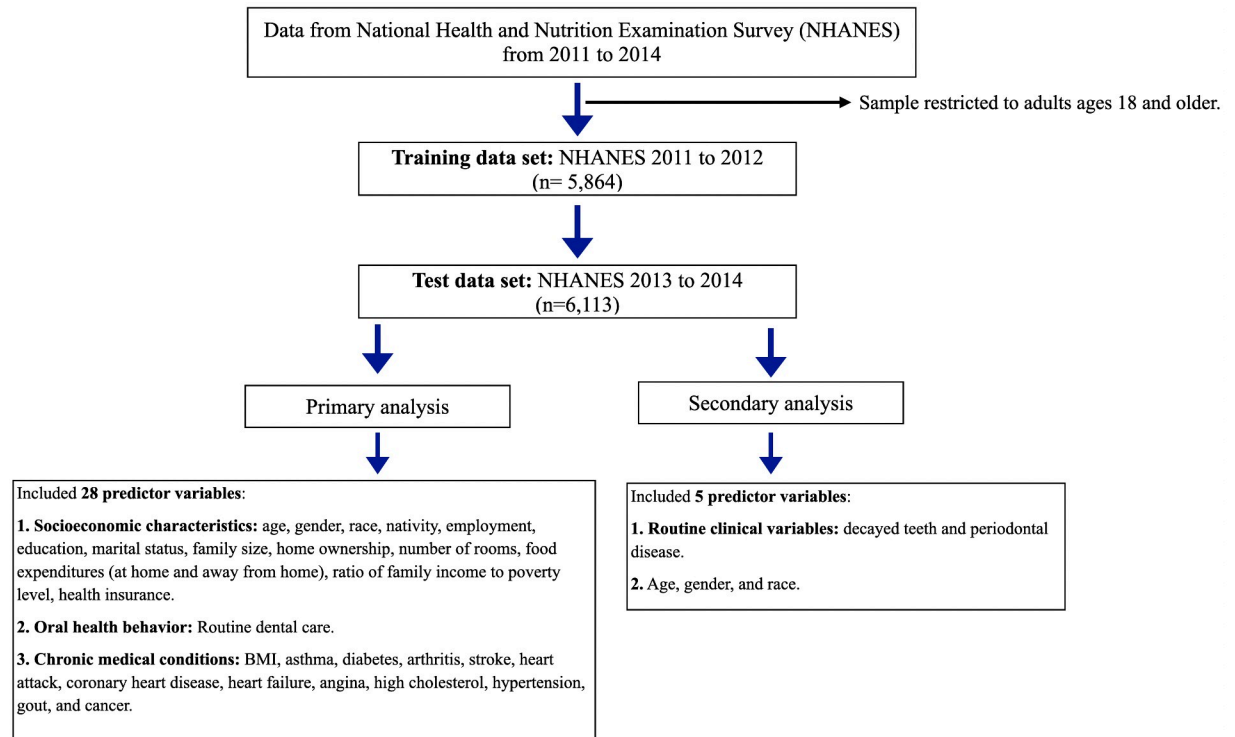 Data from National Health and Nutrition Examination Survey (NHANES)
from 2011 to 2014
Sample restricted to adults ages 18 and older.
Training data set: NHANES 2011 to 2012
(n= 5,864)
Test data set: NHANES 2013 to 2014
(n=6,113)
Primary analysis
Secondary analysis
Included 28 predictor variables:
1. Socioeconomic characteristics: age, gender, race, nativity, employment,
education, marital status, family size, home ownership, number of rooms, food
expenditures (at home and away from home), ratio of family income to poverty
level, health insurance.
2. Oral health behavior: Routine dental care.
3. Chronic medical conditions: BMI, asthma, diabetes, arthritis, stroke, heart
attack, coronary heart disease, heart failure, angina, high cholesterol, hypertension,
gout, and cancer.
Included 5 predictor variables:
1. Routine clinical variables: decayed teeth and periodontal
disease.
2. Age, gender, and race.